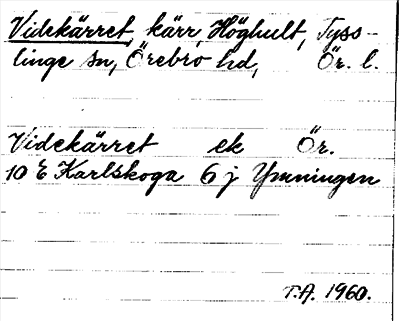 Videkärret, kärr, Höghult, Tyss-
linge sn, Örebro hd, Ör. l.
Videkärret ek Ör.
10 E Karlskoga 6 j Ymningen
T.A. 1960.